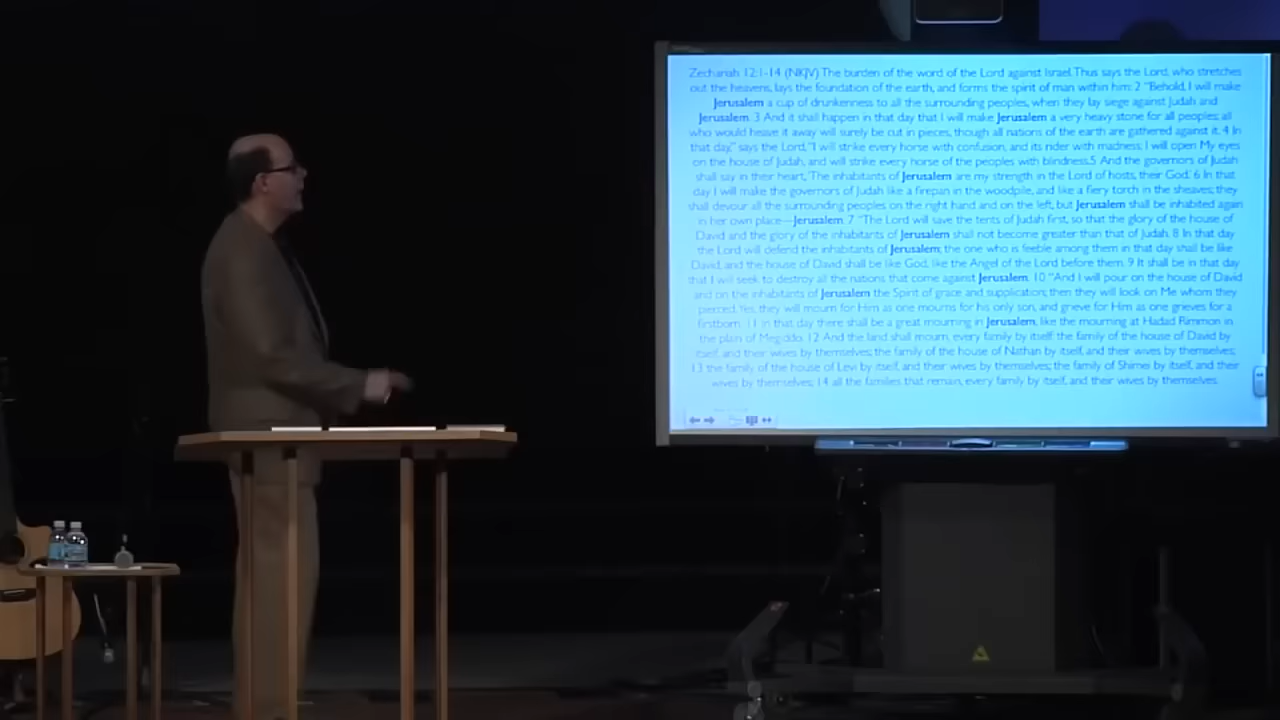 Zechariah 12:1-14 (NKJV) The burden of the word of the Lord against Israel. Thus says the Lord, who stretches
out the heavens, lays the foundation of the earth, and forms the spirit of man within him: 2 "Behold, I will make
Jerusalem a cup of drunkenness to all the surrounding peoples, when they lay siege against Judah and
Jerusalem. 3 And it shall happen in that day that I will make Jerusalem a very heavy stone for all peoples; all
who would heave it away will surely be cut in pieces, though all nations of the earth are gathered against it. 4 In
that day," says the Lord, "I will strike every horse with confusion, and its rider with madness; I will open My eyes
on the house of Judah, and will strike every horse of the peoples with blindness.5 And the governors of Judah
shall say in their heart, 'The inhabitants of Jerusalem are my strength in the Lord of hosts, their God.' 6 In that
day I will make the governors of Judah like a firepan in the woodpile, and like a fiery torch in the sheaves; they
shall devour all the surrounding peoples on the right hand and on the left, but Jerusalem shall be inhabited again
in her own place—Jerusalem. 7 "The Lord will save the tents of Judah first, so that the glory of the house of
David and the glory of the inhabitants of Jerusalem shall not become greater than that of Judah. 8 In that day
the Lord will defend the inhabitants of Jerusalem; the one who is feeble among them in that day shall be like
David, and the house of David shall be like God, like the Angel of the Lord before them. 9 It shall be in that day
that I will seek to destroy all the nations that come against Jerusalem. 10 "And I will pour on the house of David
and on the inhabitants of Jerusalem the Spirit of grace and supplication; then they will look on Me whom they
pierced. Yes, they will mourn for Him as one mourns for his only son, and grieve for Him as one grieves for a
firstborn. 11 In that day there shall be a great mourning in Jerusalem, like the mourning at Hadad Rimmon in
the plain of Megiddo. 12 And the land shall mourn, every family by itself: the family of the house of David by
itself, and their wives by themselves; the family of the house of Nathan by itself, and their wives by themselves;
13 the family of the house of Levi by itself, and their wives by themselves; the family of Shimei by itself, and their
wives by themselves; 14 all the families that remain, every family by itself, and their wives by themselves.